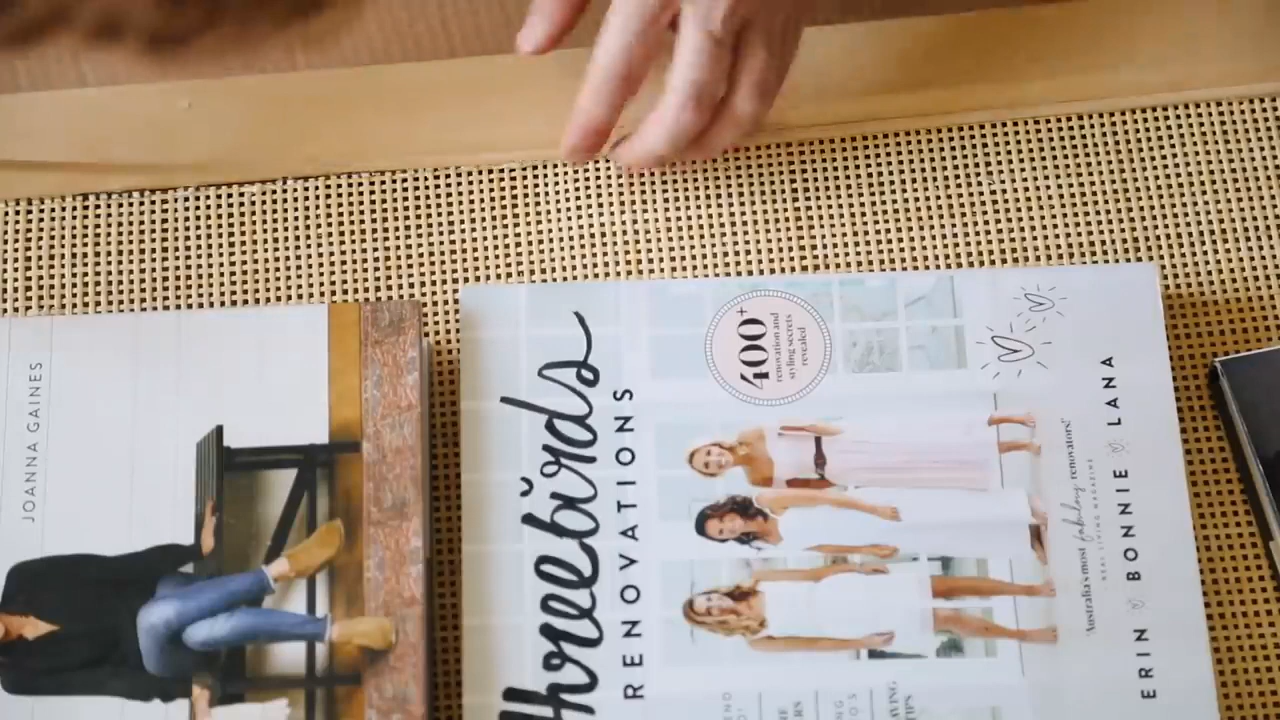 JOANNA GAINES
threebirds
RENOVATIONS
400+
renovation and
styling secrets
revealed
'Australia's most fabulous renovators!'
REAL LIVING MAGAZINE
ERIN BONNIE LANA